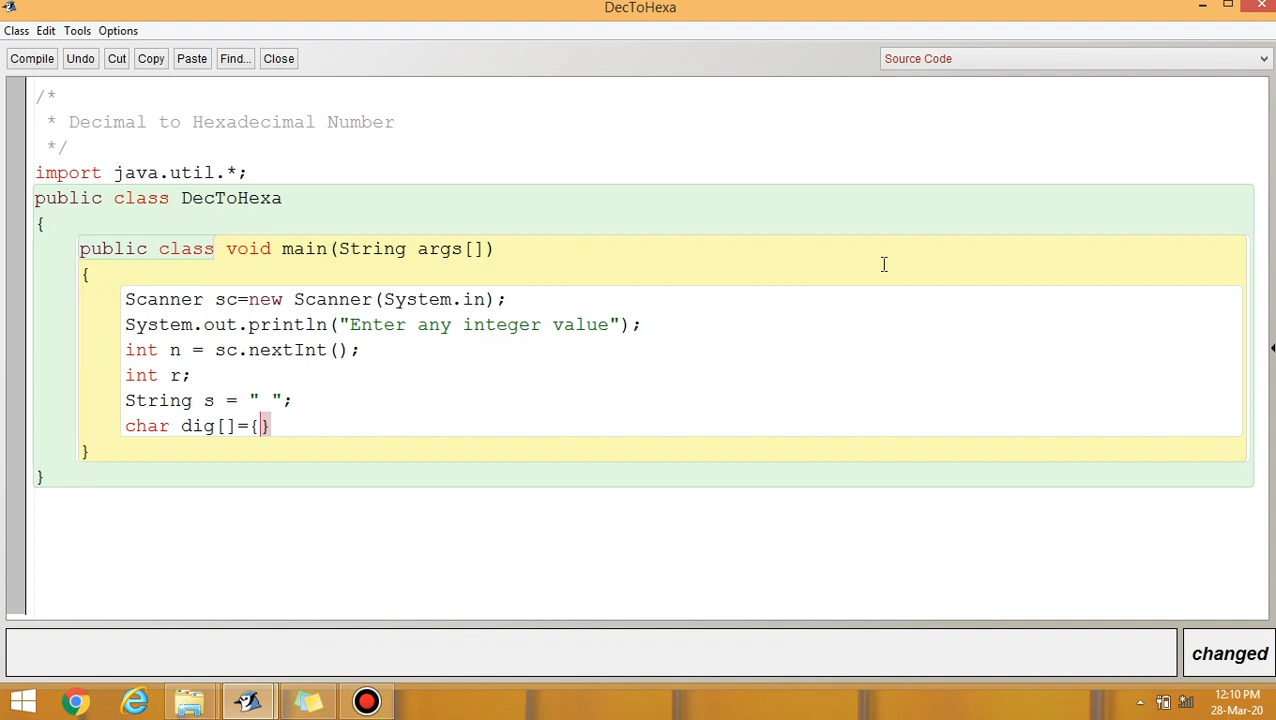 DecToHexa
Class Edit Tools Options
Compile Undo Cut Copy Paste Find... Close Source Code
/*
* Decimal to Hexadecimal Number
*/
import java.util.*;
public class DecToHexa
{
public class void main(String args[])
{
Scanner sc=new Scanner(System.in);
System.out.println("Enter any integer value");
int n = sc.nextInt();
int r;
String s = " ";
char dig[]={}
}
}
changed
12:10 PM
28-Mar-20